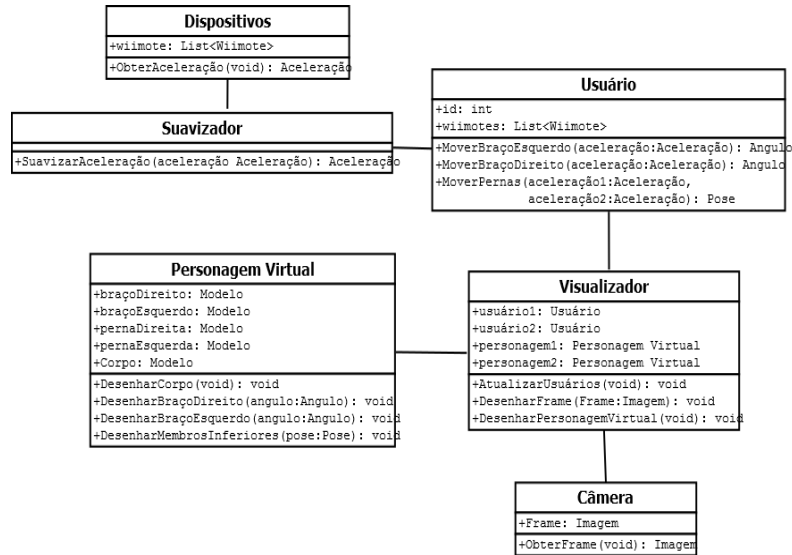 Dispositivos
+wiimote: List<Wiimote>
+ObterAceleração(void): Aceleração
Suavizador
+SuavizarAceleração(aceleração Aceleração): Aceleração
Usuário
+id: int
+wiimotes: List<Wiimote>
+MoverBraçoEsquerdo(aceleração:Aceleração): Angulo
+MoverBraçoDireito(aceleração:Aceleração): Angulo
+MoverPernas(aceleração1:Aceleração,
aceleração2:Aceleração): Pose
Personagem Virtual
+braçoDireito: Modelo
+braçoEsquerdo: Modelo
+pernaDireita: Modelo
+pernaEsquerda: Modelo
+Corpo: Modelo
+DesenharCorpo(void): void
+DesenharBraçoDireito(angulo:Angulo): void
+DesenharBraçoEsquerdo(angulo:Angulo): void
+DesenharMembrosInferiores(pose:Pose): void
Visualizador
+usuário1: Usuário
+usuário2: Usuário
+personagem1: Personagem Virtual
+personagem2: Personagem Virtual
+AtualizarUsuários(void): void
+DesenharFrame(Frame:Imagem): void
+DesenharPersonagemVirtual(void): void
Câmera
+Frame: Imagem
+ObterFrame(void): Imagem